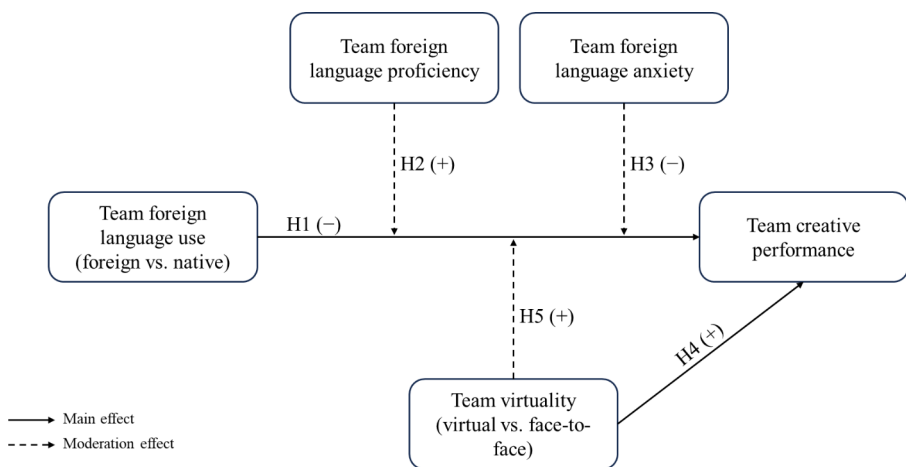 Team foreign
language proficiency
Team foreign
language anxiety
H2 (+)
H3 (−)
Team foreign
language use
(foreign vs. native)
H1 (−)
Team creative
performance
H5 (+)
H4 (+)
Team virtuality
(virtual vs. face-to-
face)
Main effect
Moderation effect